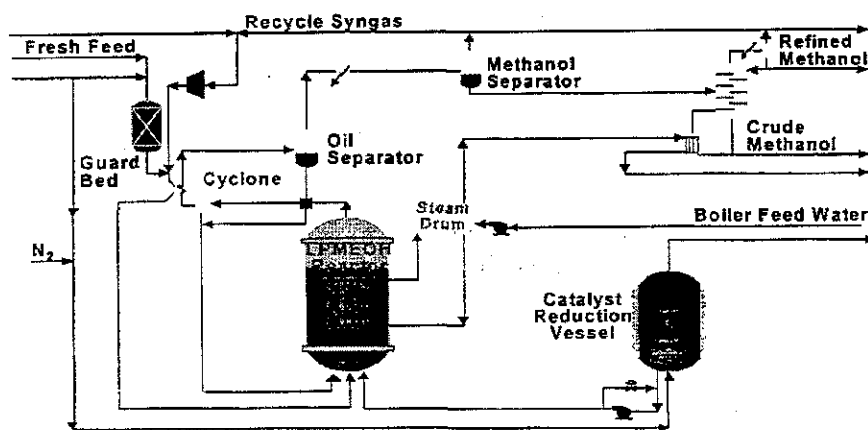 Recycle Syngas
Fresh Feed
Refined
Methanol
Methanol
Separator
Oil
Separator
Crude
Methanol
Guard
Bed
Cyclone
Steam
Drum
Boiler Feed Water
LPMEOH
Reactor
N₂
Catalyst
Reduction
Vessel